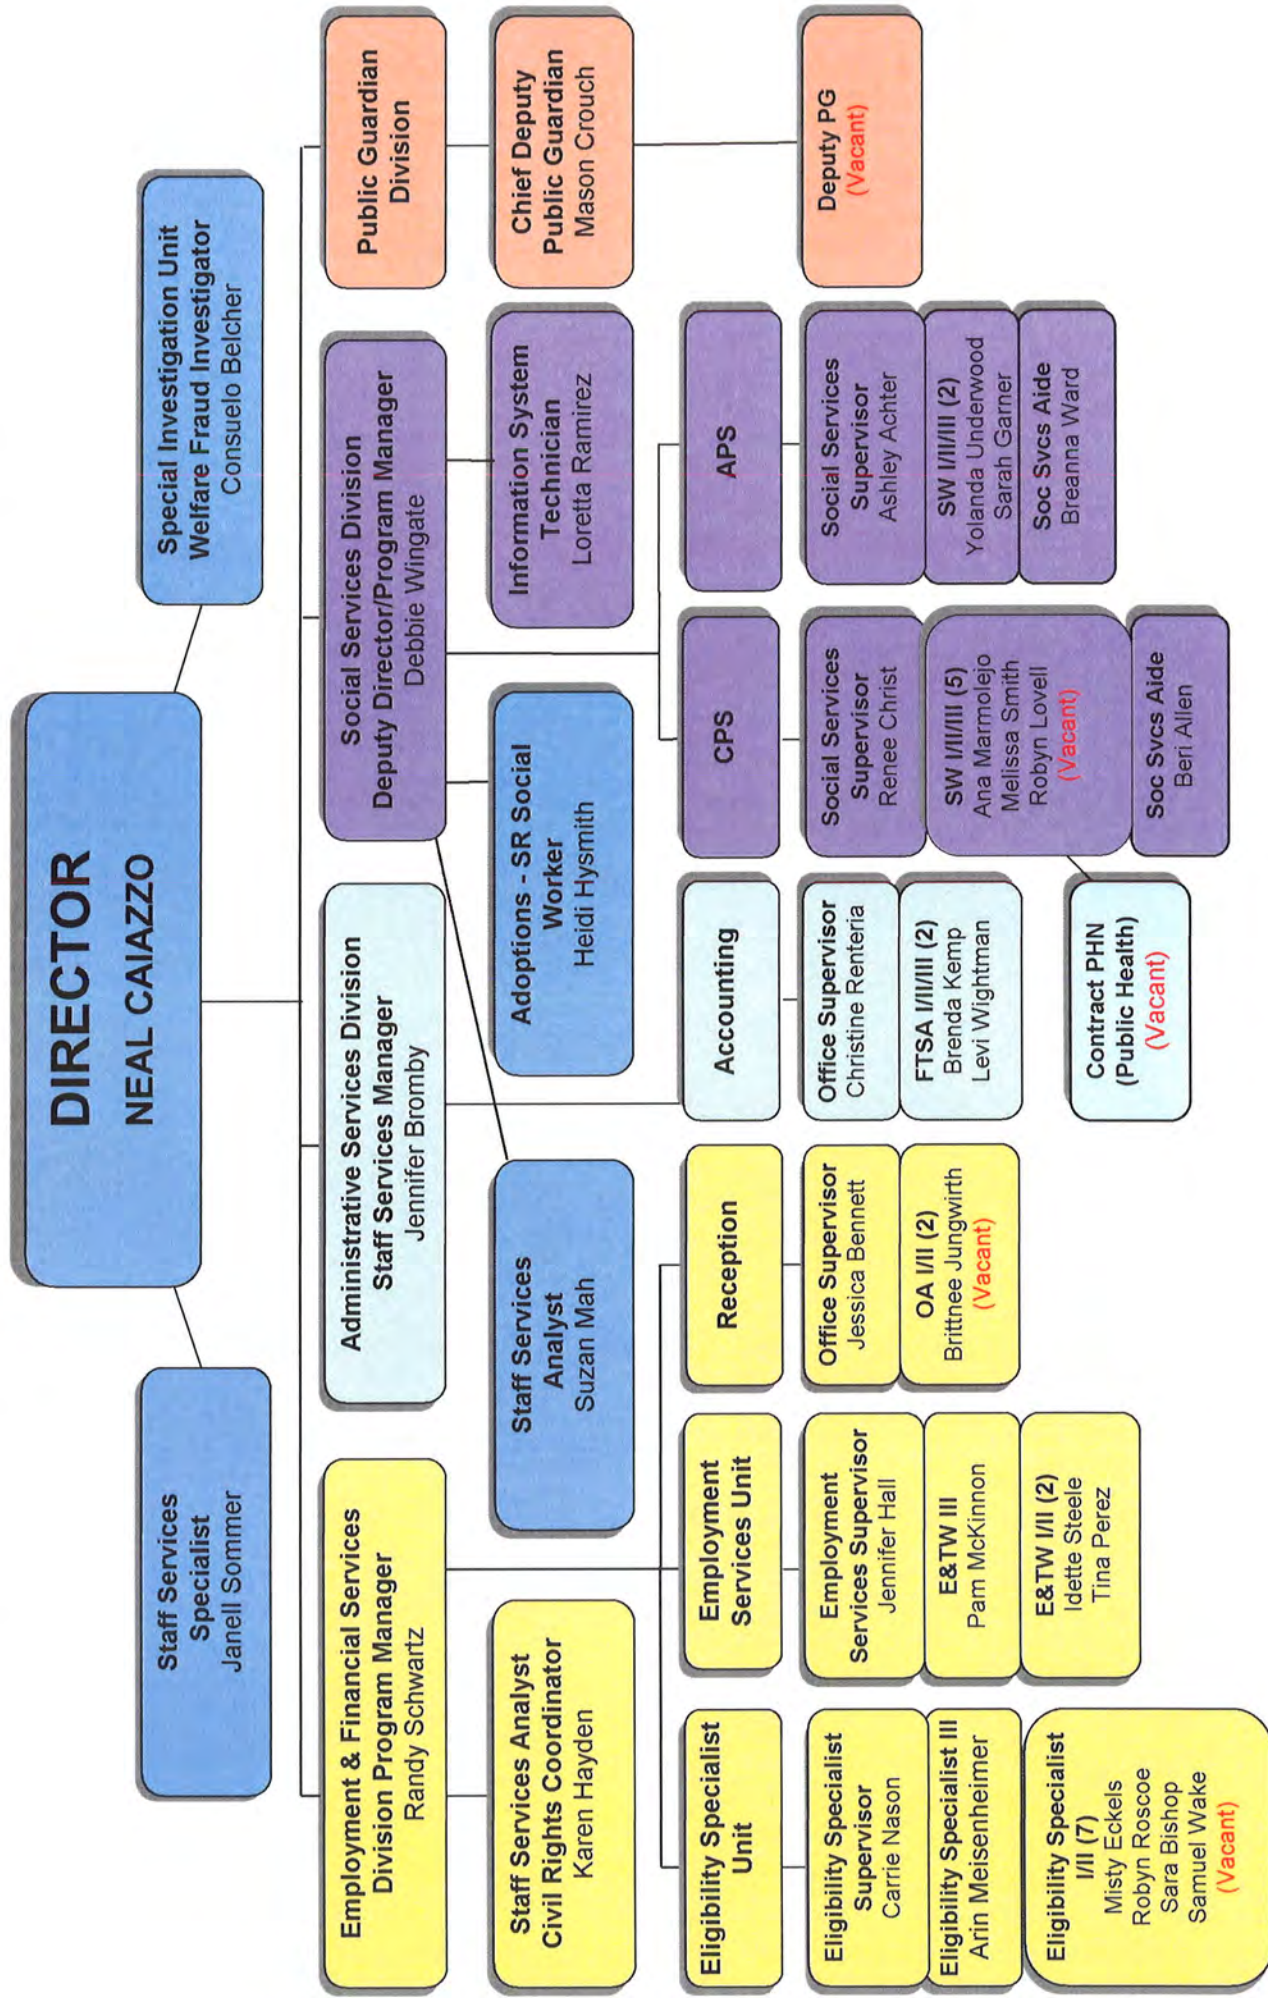 DIRECTOR
NEAL CAIAZZO
Staff Services
Specialist
Janell Sommer
Special Investigation Unit
Welfare Fraud Investigator
Consuelo Belcher
Employment & Financial Services
Division Program Manager
Randy Schwartz
Administrative Services Division
Staff Services Manager
Jennifer Bromby
Social Services Division
Deputy Director/Program Manager
Debbie Wingate
Public Guardian
Division
Staff Services Analyst
Civil Rights Coordinator
Karen Hayden
Staff Services
Analyst
Suzan Mah
Adoptions - SR Social
Worker
Heidi Hysmith
Information System
Technician
Loretta Ramirez
Chief Deputy
Public Guardian
Mason Crouch
Eligibility Specialist
Unit
Employment
Services Unit
Reception
Accounting
CPS
APS
Eligibility Specialist
Supervisor
Carrie Nason
Eligibility Specialist III
Arin Meisenheimer
Eligibility Specialist
I/II (7)
Misty Eckels
Robyn Roscoe
Sara Bishop
Samuel Wake
(Vacant)
Employment
Services Supervisor
Jennifer Hall
E&TW III
Pam McKinnon
E&TW I/II (2)
Idette Steele
Tina Perez
Office Supervisor
Jessica Bennett
OA I/II (2)
Brittnee Jungwirth
(Vacant)
Office Supervisor
Christine Renteria
FTSA I/II/III (2)
Brenda Kemp
Levi Wightman
Contract PHN
(Public Health)
(Vacant)
Social Services
Supervisor
Renee Christ
SW I/II/III (5)
Ana Marmolejo
Melissa Smith
Robyn Lovell
(Vacant)
Soc Svcs Aide
Beri Allen
Social Services
Supervisor
Ashley Achter
SW I/II/III (2)
Yolanda Underwood
Sarah Garner
Soc Svcs Aide
Breanna Ward
Deputy PG
(Vacant)